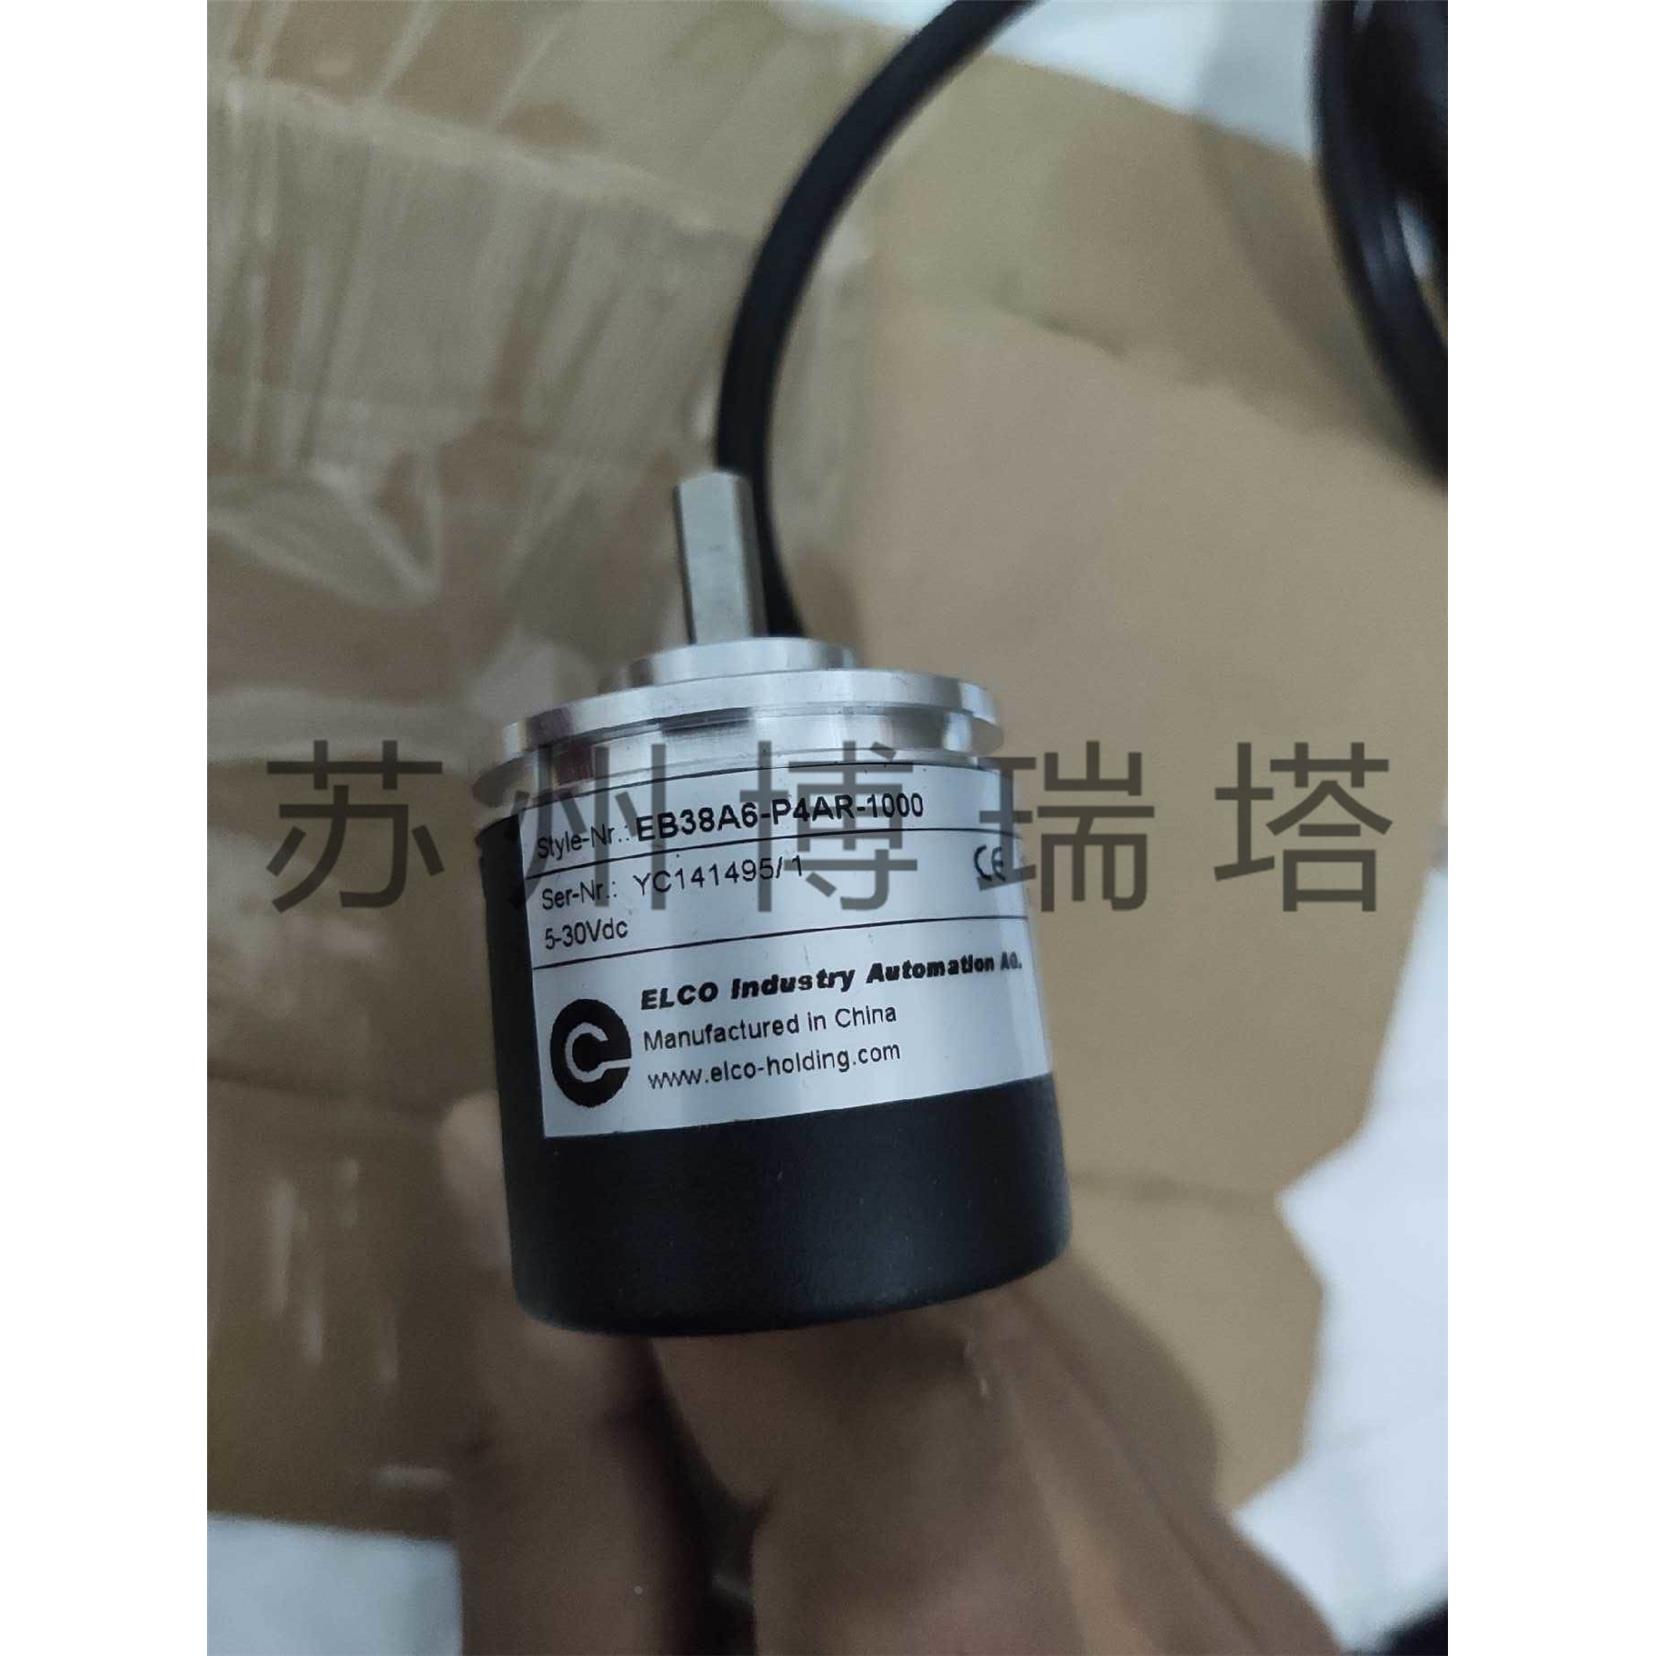 苏州博瑞塔
Style-Nr.: EB38A6-P4AR-1000
Ser-Nr.: YC141495/1
CE
5-30Vdc
ELCO Industry Automation AG.
Manufactured in China
www.elco-holding.com